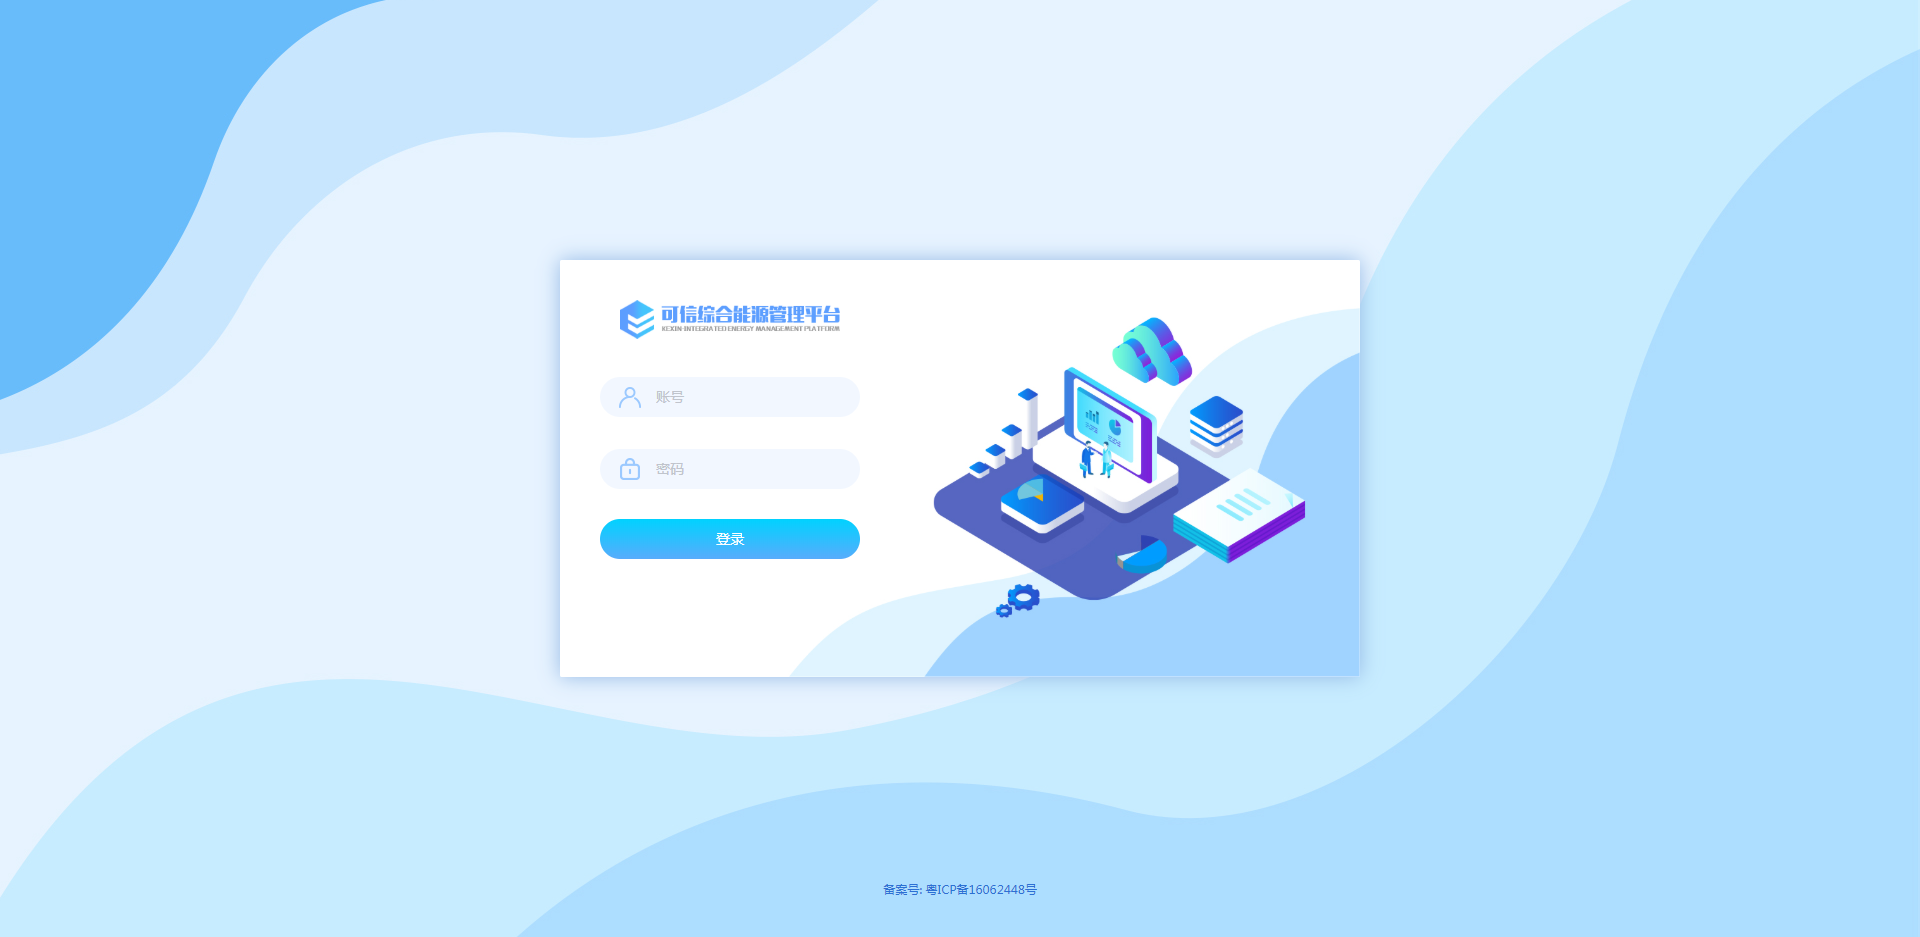 可信综合能源管理平台
KEXIN-INTEGRATED ENERGY MANAGEMENT PLATFORM
账号
密码
登录
备案号: 粤ICP备16062448号